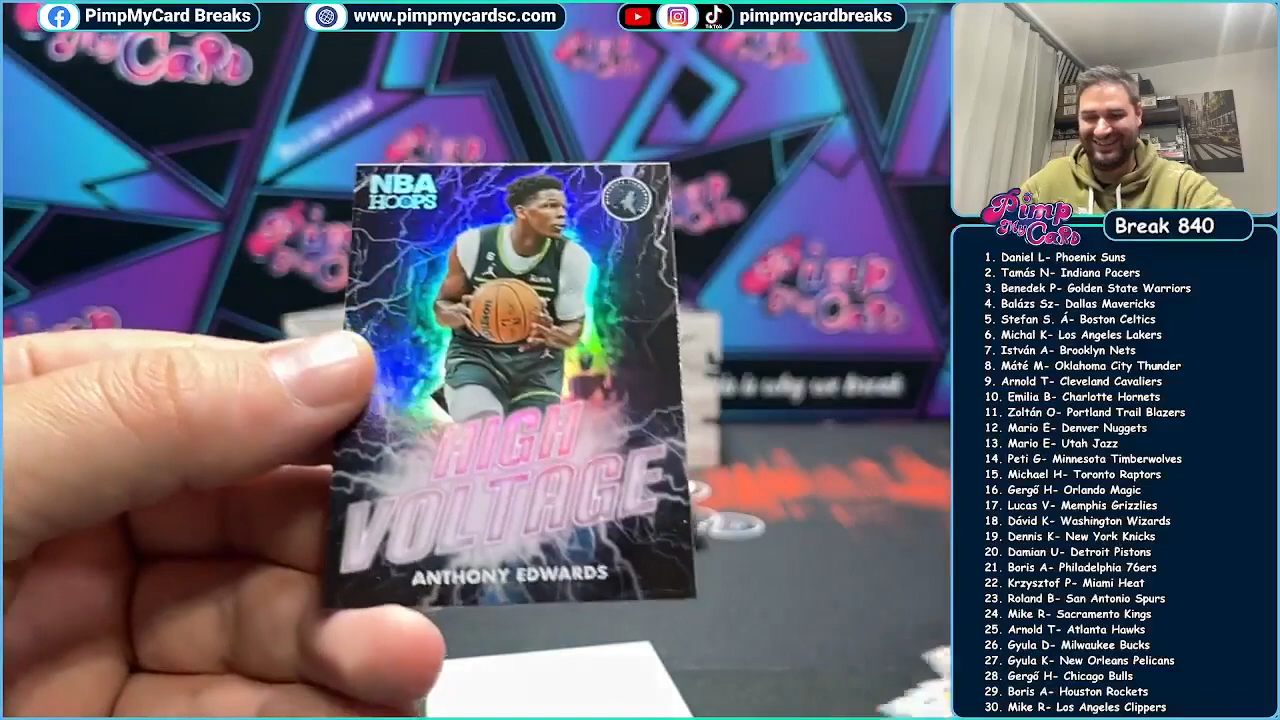 PimpMyCard Breaks
www.pimpmycardsc.com
pimpmycardbreaks
TikTok
NBA
HOOPS
HIGH
VOLTAGE
ANTHONY EDWARDS
Pimp
My Card
Break 840
1. Daniel L- Phoenix Suns
2. Tamás N- Indiana Pacers
3. Benedek P- Golden State Warriors
4. Balázs Sz- Dallas Mavericks
5. Stefan S. Á- Boston Celtics
6. Michal K- Los Angeles Lakers
7. István A- Brooklyn Nets
8. Máté M- Oklahoma City Thunder
9. Arnold T- Cleveland Cavaliers
10. Emilia B- Charlotte Hornets
11. Zoltán O- Portland Trail Blazers
12. Mario E- Denver Nuggets
13. Mario E- Utah Jazz
14. Peti G- Minnesota Timberwolves
15. Michael H- Toronto Raptors
16. Gergő H- Orlando Magic
17. Lucas V- Memphis Grizzlies
18. Dávid K- Washington Wizards
19. Dennis K- New York Knicks
20. Damian U- Detroit Pistons
21. Boris A- Philadelphia 76ers
22. Krzysztof P- Miami Heat
23. Roland B- San Antonio Spurs
24. Mike R- Sacramento Kings
25. Arnold T- Atlanta Hawks
26. Gyula D- Milwaukee Bucks
27. Gyula K- New Orleans Pelicans
28. Gergő H- Chicago Bulls
29. Boris A- Houston Rockets
30. Mike R- Los Angeles Clippers